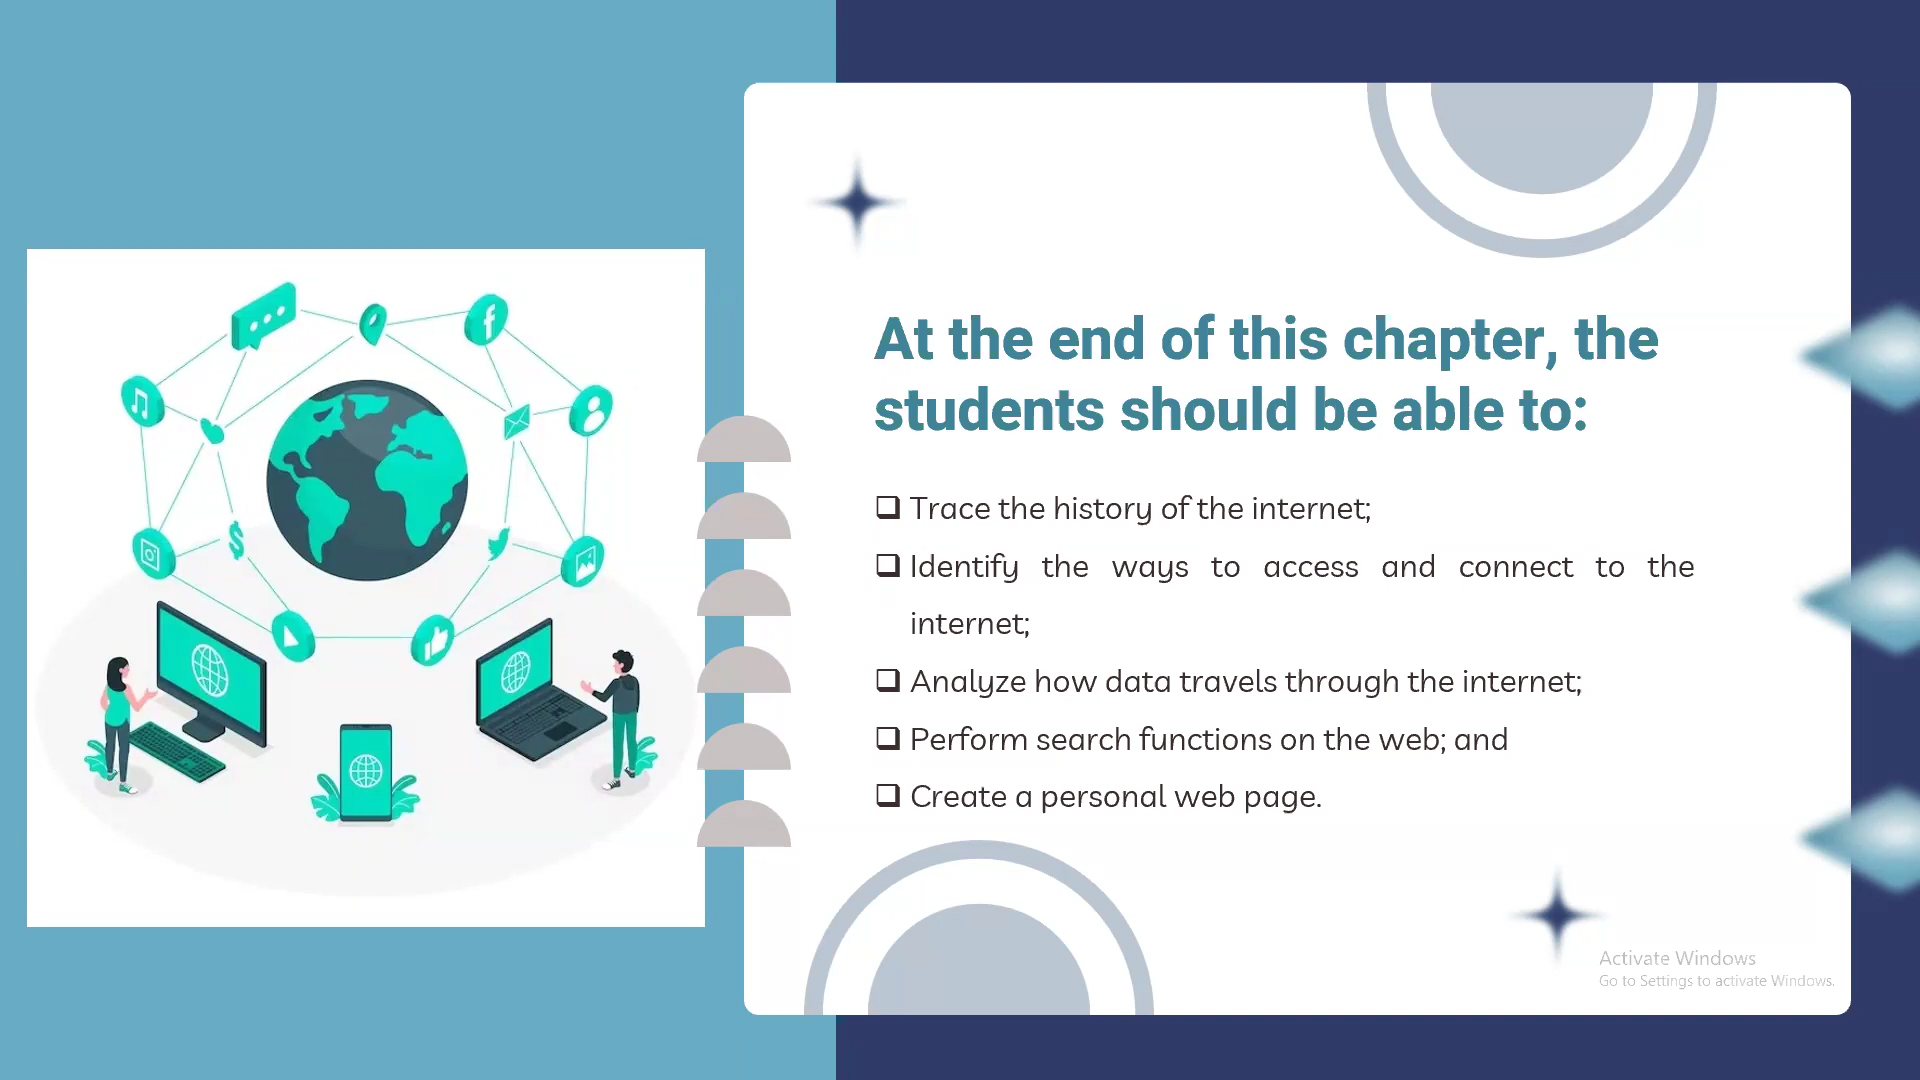 At the end of this chapter, the
students should be able to:
❑ Trace the history of the internet;
❑ Identify the ways to access and connect to the
internet;
❑ Analyze how data travels through the internet;
❑ Perform search functions on the web; and
❑ Create a personal web page.
Activate Windows
Go to Settings to activate Windows.